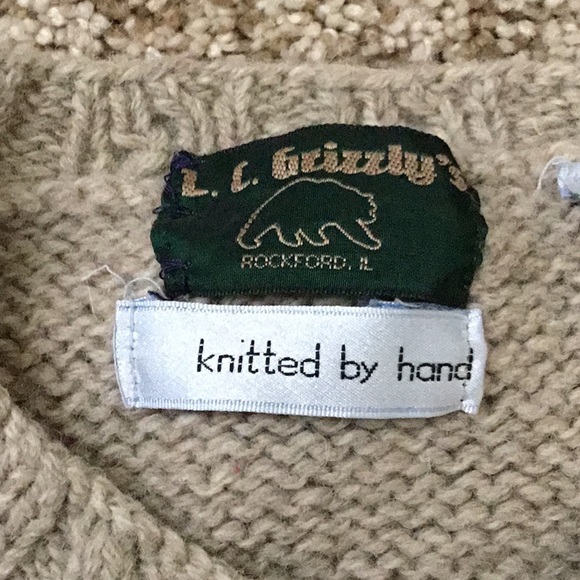 L. L. Grizzly's
ROCKFORD, IL
knitted by hand